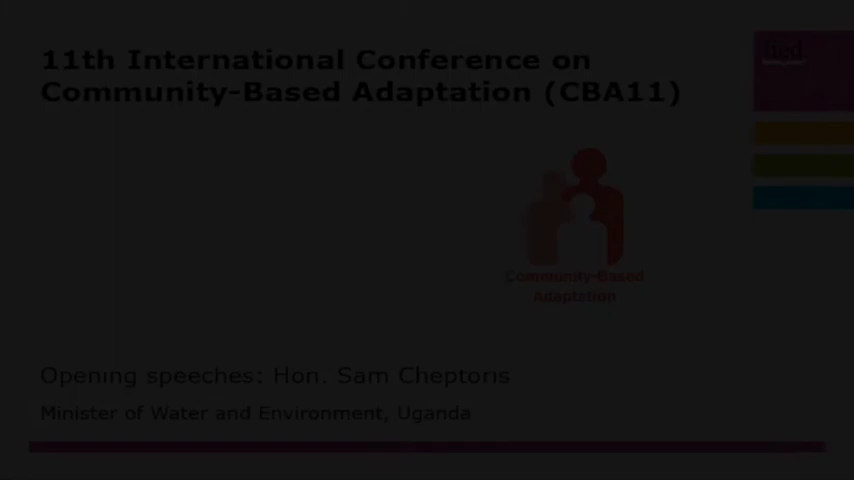 11th International Conference on
Community-Based Adaptation (CBA11)
iied
Community-Based
Adaptation
Opening speeches: Hon. Sam Cheptoris
Minister of Water and Environment, Uganda